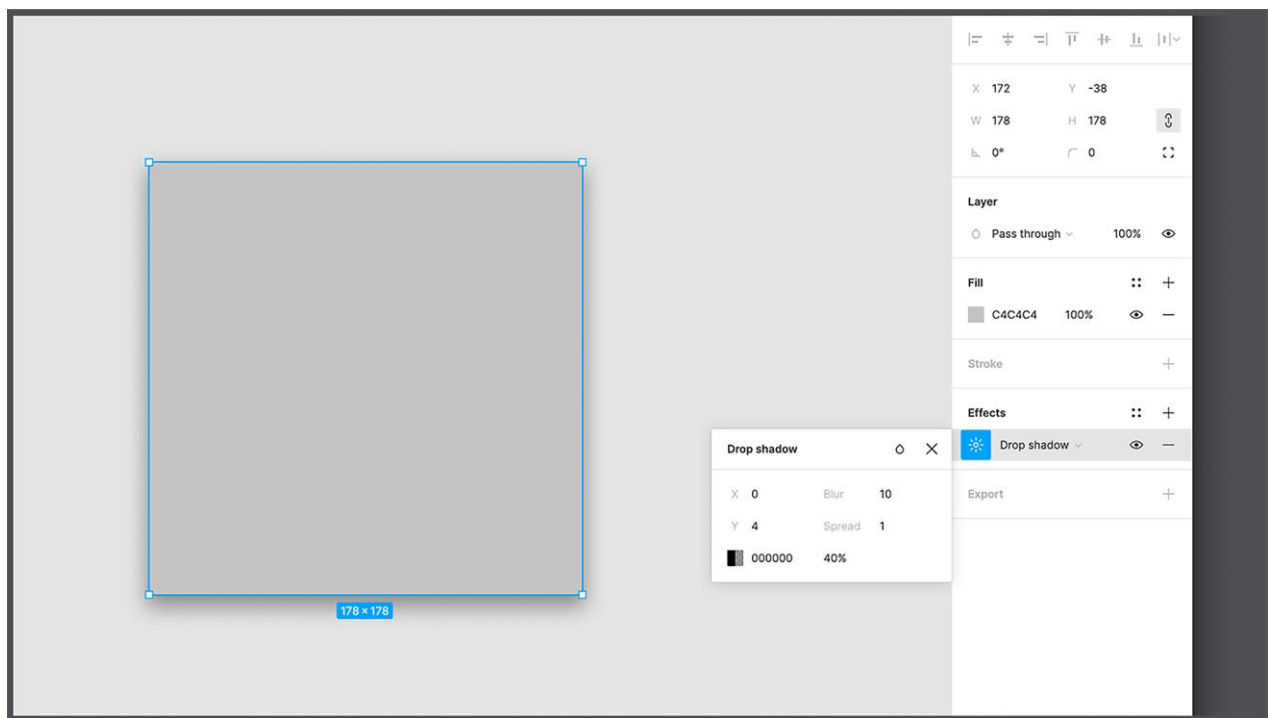 X 172 Y -38
W 178 H 178
0° 0
Layer
Pass through 100%
Fill
C4C4C4 100%
Stroke
Effects
Drop shadow
Export
Drop shadow
X 0 Blur 10
Y 4 Spread 1
000000 40%
178 × 178